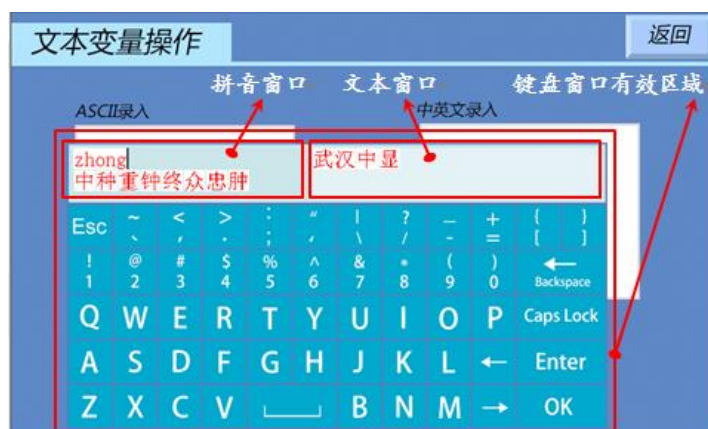 文本变量操作
返回
拼音窗口 文本窗口 键盘窗口有效区域
ASCII录入 中英文录入
zhong 武汉中显
中种重钟终众忠肿
Esc ~ < > : " | ? _ + { }
` , . ; ' \ / - = [ ]
! @ # $ % ^ & * ( ) ←
1 2 3 4 5 6 7 8 9 0 Backspace
Q W E R T Y U I O P Caps Lock
A S D F G H J K L ← Enter
Z X C V B N M → OK